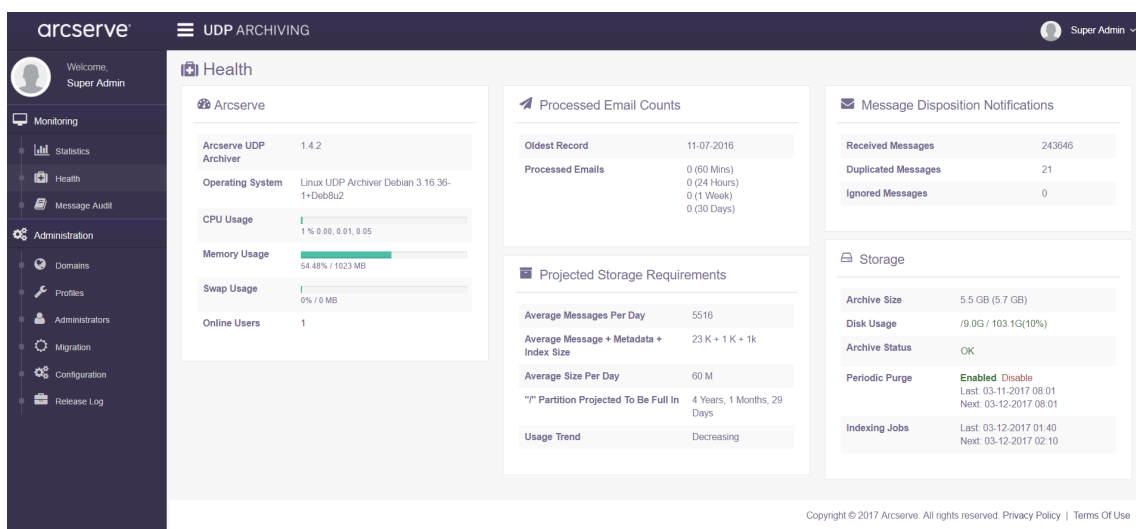 arcserve®
UDP ARCHIVING
Super Admin
Welcome,
Super Admin
Monitoring
Statistics
Health
Message Audit
Administration
Domains
Profiles
Administrators
Migration
Configuration
Release Log
Health
Arcserve
Arcserve UDP
Archiver
1.4.2
Operating System
Linux UDP Archiver Debian 3.16.36-
1+Deb8u2
CPU Usage
1 % 0.00, 0.01, 0.05
Memory Usage
54.48% / 1023 MB
Swap Usage
0% / 0 MB
Online Users
1
Processed Email Counts
Oldest Record
11-07-2016
Processed Emails
0 (60 Mins)
0 (24 Hours)
0 (1 Week)
0 (30 Days)
Projected Storage Requirements
Average Messages Per Day
5516
Average Message + Metadata +
Index Size
23 K + 1 K + 1k
Average Size Per Day
60 M
"/" Partition Projected To Be Full In
4 Years, 1 Months, 29
Days
Usage Trend
Decreasing
Message Disposition Notifications
Received Messages
243646
Duplicated Messages
21
Ignored Messages
0
Storage
Archive Size
5.5 GB (5.7 GB)
Disk Usage
/9.0G / 103.1G(10%)
Archive Status
OK
Periodic Purge
Enabled Disable
Last: 03-11-2017 08:01
Next: 03-12-2017 08:01
Indexing Jobs
Last: 03-12-2017 01:40
Next: 03-12-2017 02:10
Copyright © 2017 Arcserve. All rights reserved. Privacy Policy | Terms Of Use